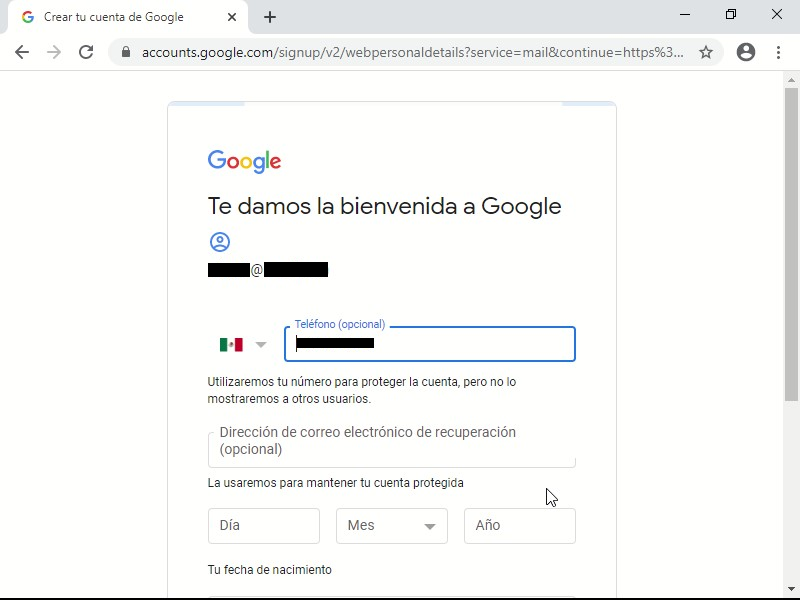 Crear tu cuenta de Google
accounts.google.com/signup/v2/webpersonaldetails?service=mail&continue=https%3...
Google
Te damos la bienvenida a Google
@
Teléfono (opcional)
Utilizaremos tu número para proteger la cuenta, pero no lo
mostraremos a otros usuarios.
Dirección de correo electrónico de recuperación
(opcional)
La usaremos para mantener tu cuenta protegida
Día Mes Año
Tu fecha de nacimiento